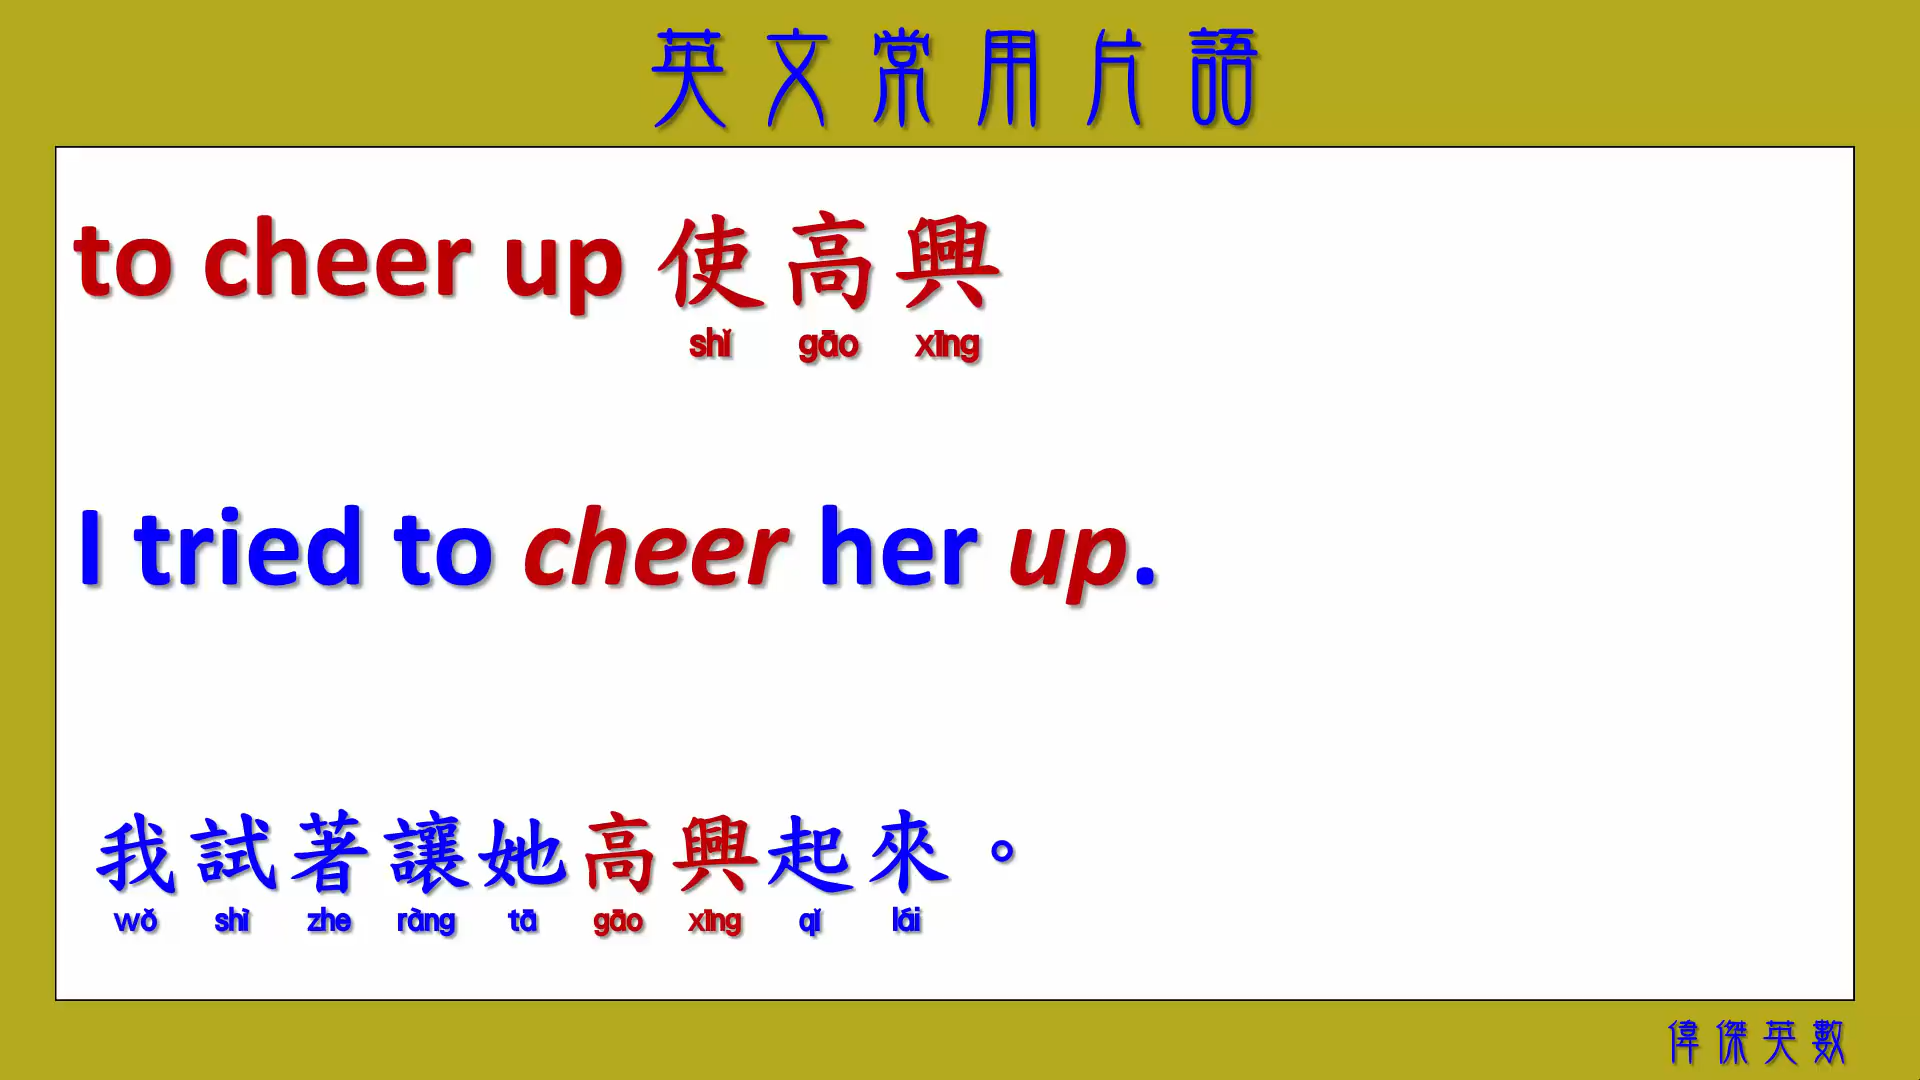 英文常用片語
to cheer up 使高興
shǐ gāo xīng
I tried to cheer her up.
我試著讓她高興起來。
wǒ shì zhe ràng tā gāo xīng qǐ lái
偉傑英數